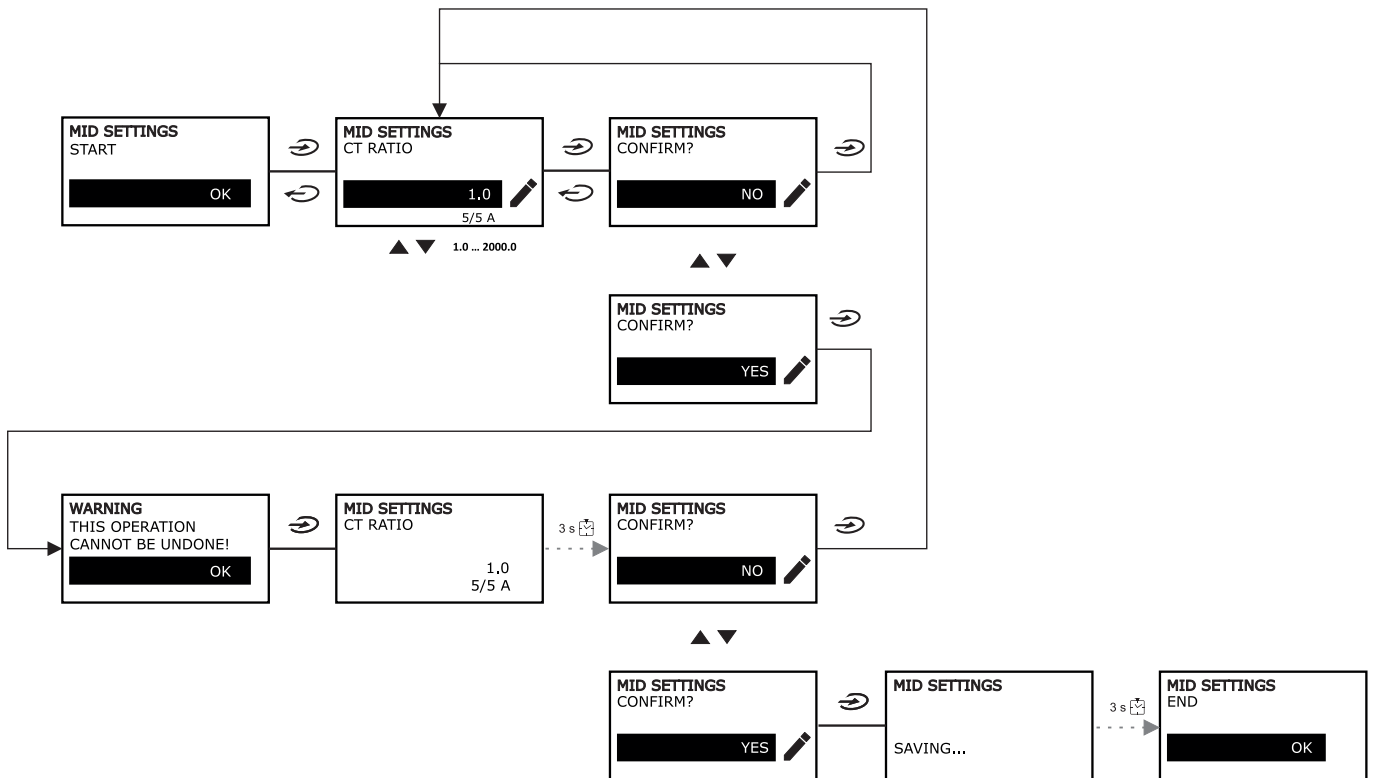 MID SETTINGS
START
OK
MID SETTINGS
CT RATIO
1.0
5/5 A
1.0 ... 2000.0
MID SETTINGS
CONFIRM?
NO
MID SETTINGS
CONFIRM?
YES
WARNING
THIS OPERATION
CANNOT BE UNDONE!
OK
MID SETTINGS
CT RATIO
1.0
5/5 A
3 s
MID SETTINGS
CONFIRM?
NO
MID SETTINGS
CONFIRM?
YES
MID SETTINGS
SAVING...
3 s
MID SETTINGS
END
OK